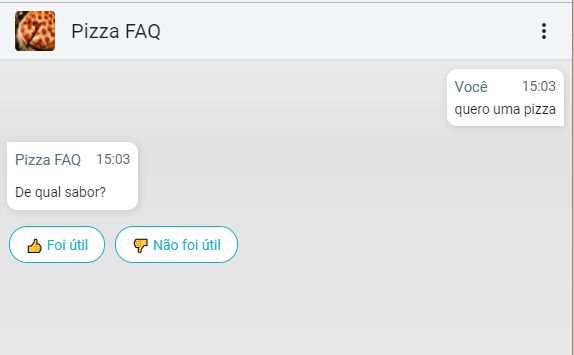 Pizza FAQ
Você 15:03
quero uma pizza
Pizza FAQ 15:03
De qual sabor?
Foi útil Não foi útil